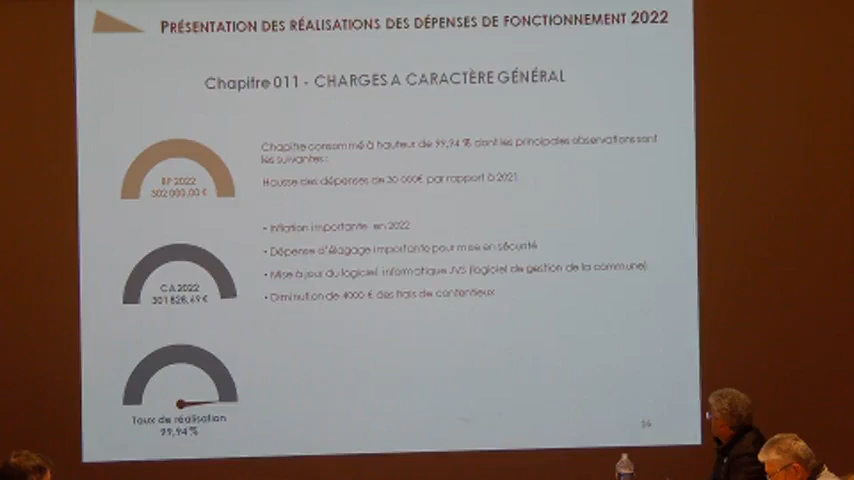 PRÉSENTATION DES RÉALISATIONS DES DÉPENSES DE FONCTIONNEMENT 2022
Chapitre 011 - CHARGES A CARACTÈRE GÉNÉRAL
BP 2022
302 000,00 €
Chapitre consommé à hauteur de 99,94 % dont les principales observations sont
les suivantes :
Hausse des dépenses de 30 000€ par rapport à 2021
• Inflation importante en 2022
• Dépense d'élagage importante pour mise en sécurité
• Mise à jour du logiciel informatique JVS (logiciel de gestion de la commune)
• Diminution de 4000 € des frais de contentieux
CA 2022
301 828,69 €
Taux de réalisation
99,94 %